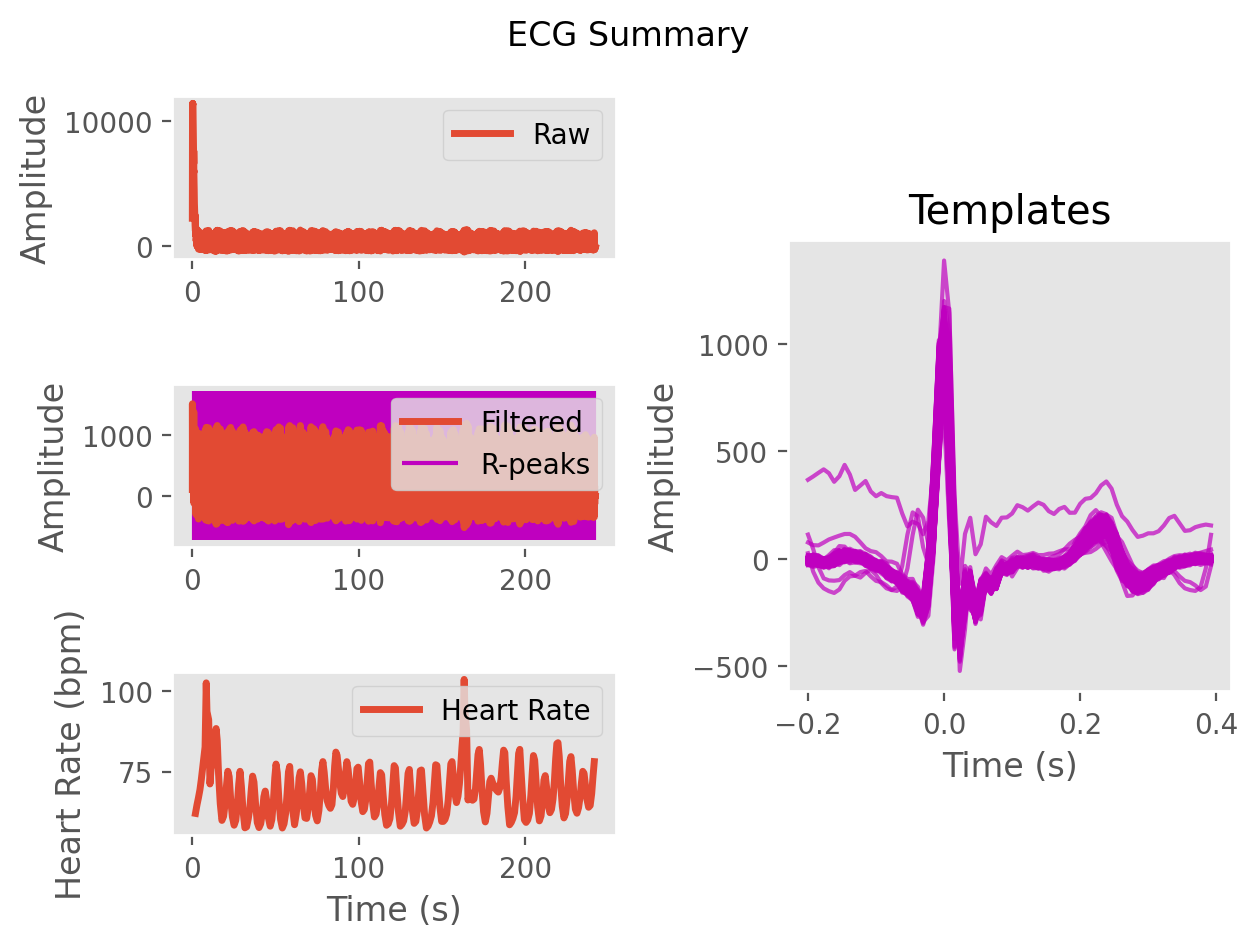 ECG Summary
Amplitude
10000
0
Raw
0
100
200
Amplitude
1000
0
Filtered
R-peaks
0
100
200
Heart Rate (bpm)
100
75
Heart Rate
0
100
200
Time (s)
Templates
Amplitude
1000
500
0
−500
−0.2
0.0
0.2
0.4
Time (s)